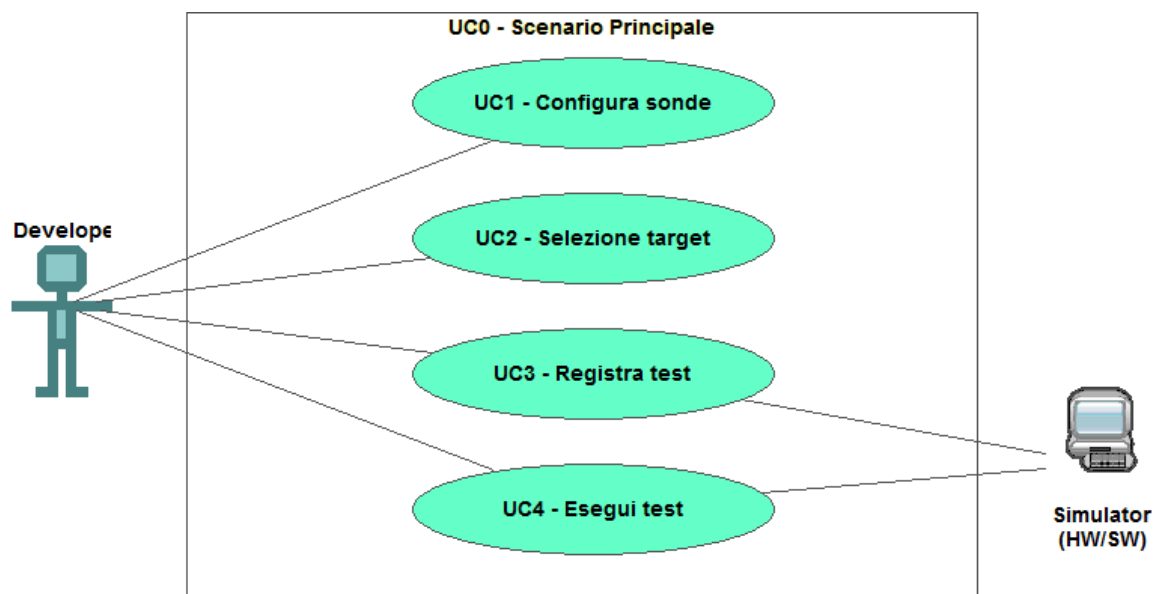 UC0 - Scenario Principale
UC1 - Configura sonde
UC2 - Selezione target
Develope
UC3 - Registra test
UC4 - Esegui test
Simulator
(HW/SW)